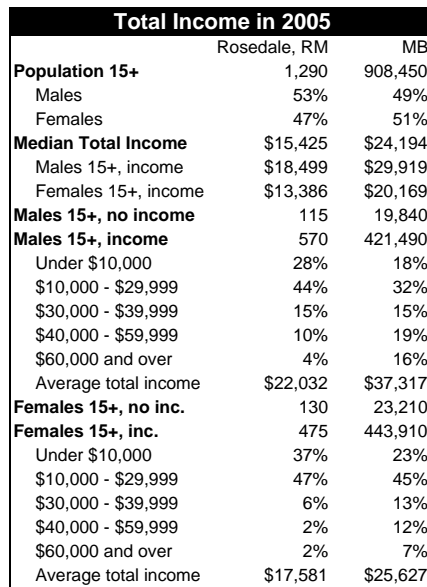 Total Income in 2005
Rosedale, RM MB
Population 15+ 1,290 908,450
Males 53% 49%
Females 47% 51%
Median Total Income $15,425 $24,194
Males 15+, income $18,499 $29,919
Females 15+, income $13,386 $20,169
Males 15+, no income 115 19,840
Males 15+, income 570 421,490
Under $10,000 28% 18%
$10,000 - $29,999 44% 32%
$30,000 - $39,999 15% 15%
$40,000 - $59,999 10% 19%
$60,000 and over 4% 16%
Average total income $22,032 $37,317
Females 15+, no inc. 130 23,210
Females 15+, inc. 475 443,910
Under $10,000 37% 23%
$10,000 - $29,999 47% 45%
$30,000 - $39,999 6% 13%
$40,000 - $59,999 2% 12%
$60,000 and over 2% 7%
Average total income $17,581 $25,627